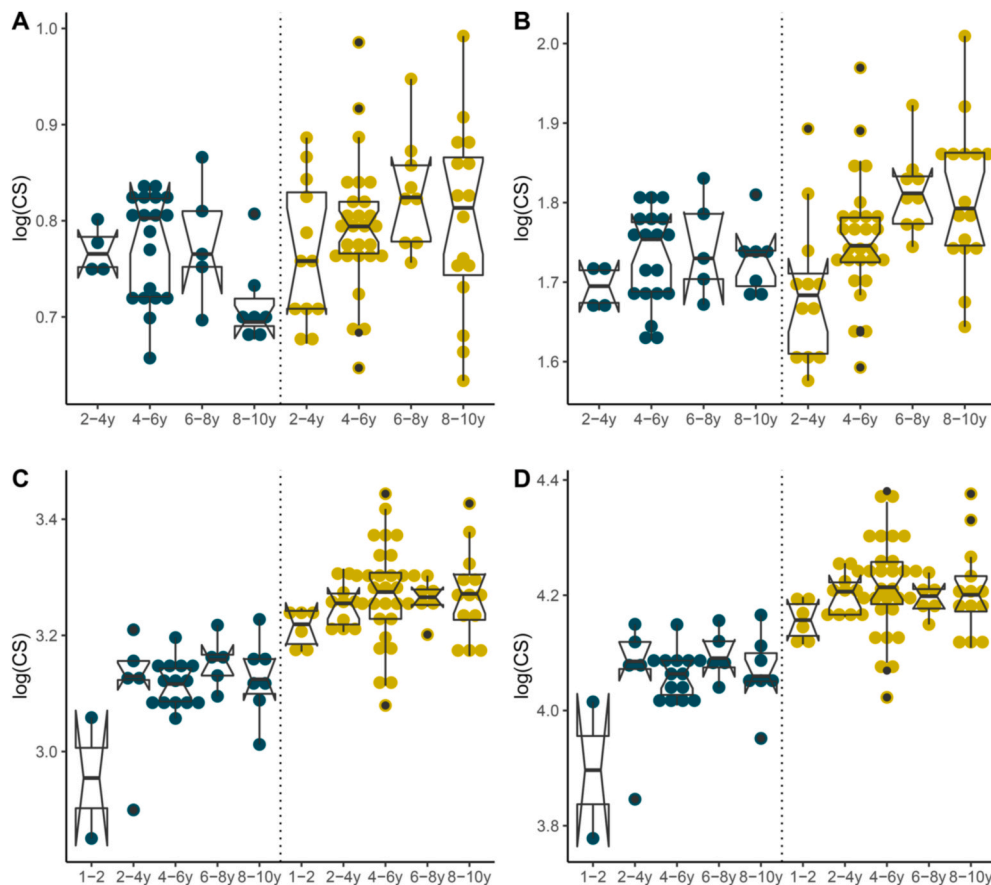 A
B
log(CS)
1.0
0.9
0.8
0.7
2−4y 4−6y 6−8y 8−10y 2−4y 4−6y 6−8y 8−10y
log(CS)
2.0
1.9
1.8
1.7
1.6
2−4y 4−6y 6−8y 8−10y 2−4y 4−6y 6−8y 8−10y
C
D
log(CS)
3.4
3.2
3.0
1−2 2−4y 4−6y 6−8y 8−10y 1−2 2−4y 4−6y 6−8y 8−10y
log(CS)
4.4
4.2
4.0
3.8
1−2 2−4y 4−6y 6−8y 8−10y 1−2 2−4y 4−6y 6−8y 8−10y